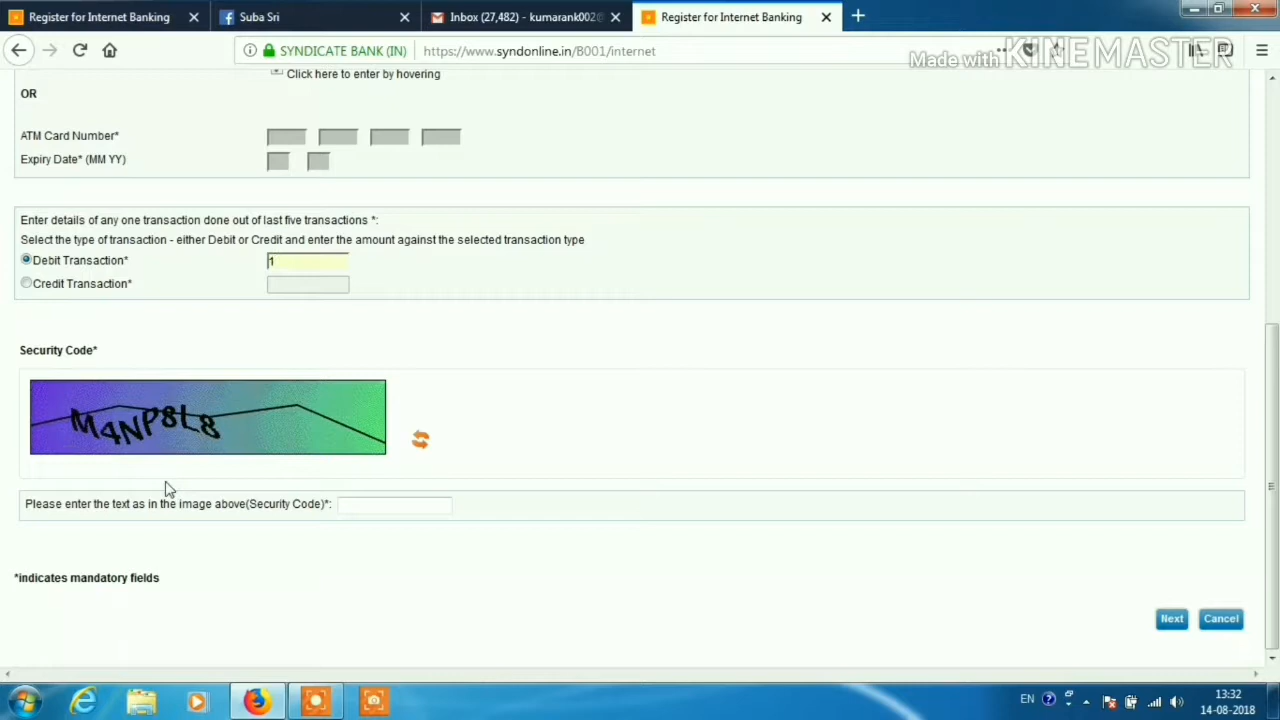 Register for Internet Banking
Suba Sri
Inbox (27,482) - kumarank002@
Register for Internet Banking
SYNDICATE BANK (IN)
https://www.syndonline.in/B001/internet
Made with KINEMASTER
Click here to enter by hovering
OR
ATM Card Number*
Expiry Date* (MM YY)
Enter details of any one transaction done out of last five transactions *:
Select the type of transaction - either Debit or Credit and enter the amount against the selected transaction type
Debit Transaction* 1
Credit Transaction*
Security Code*
M4NP8L8
Please enter the text as in the image above(Security Code)*:
*indicates mandatory fields
Next Cancel
EN
13:32
14-08-2018